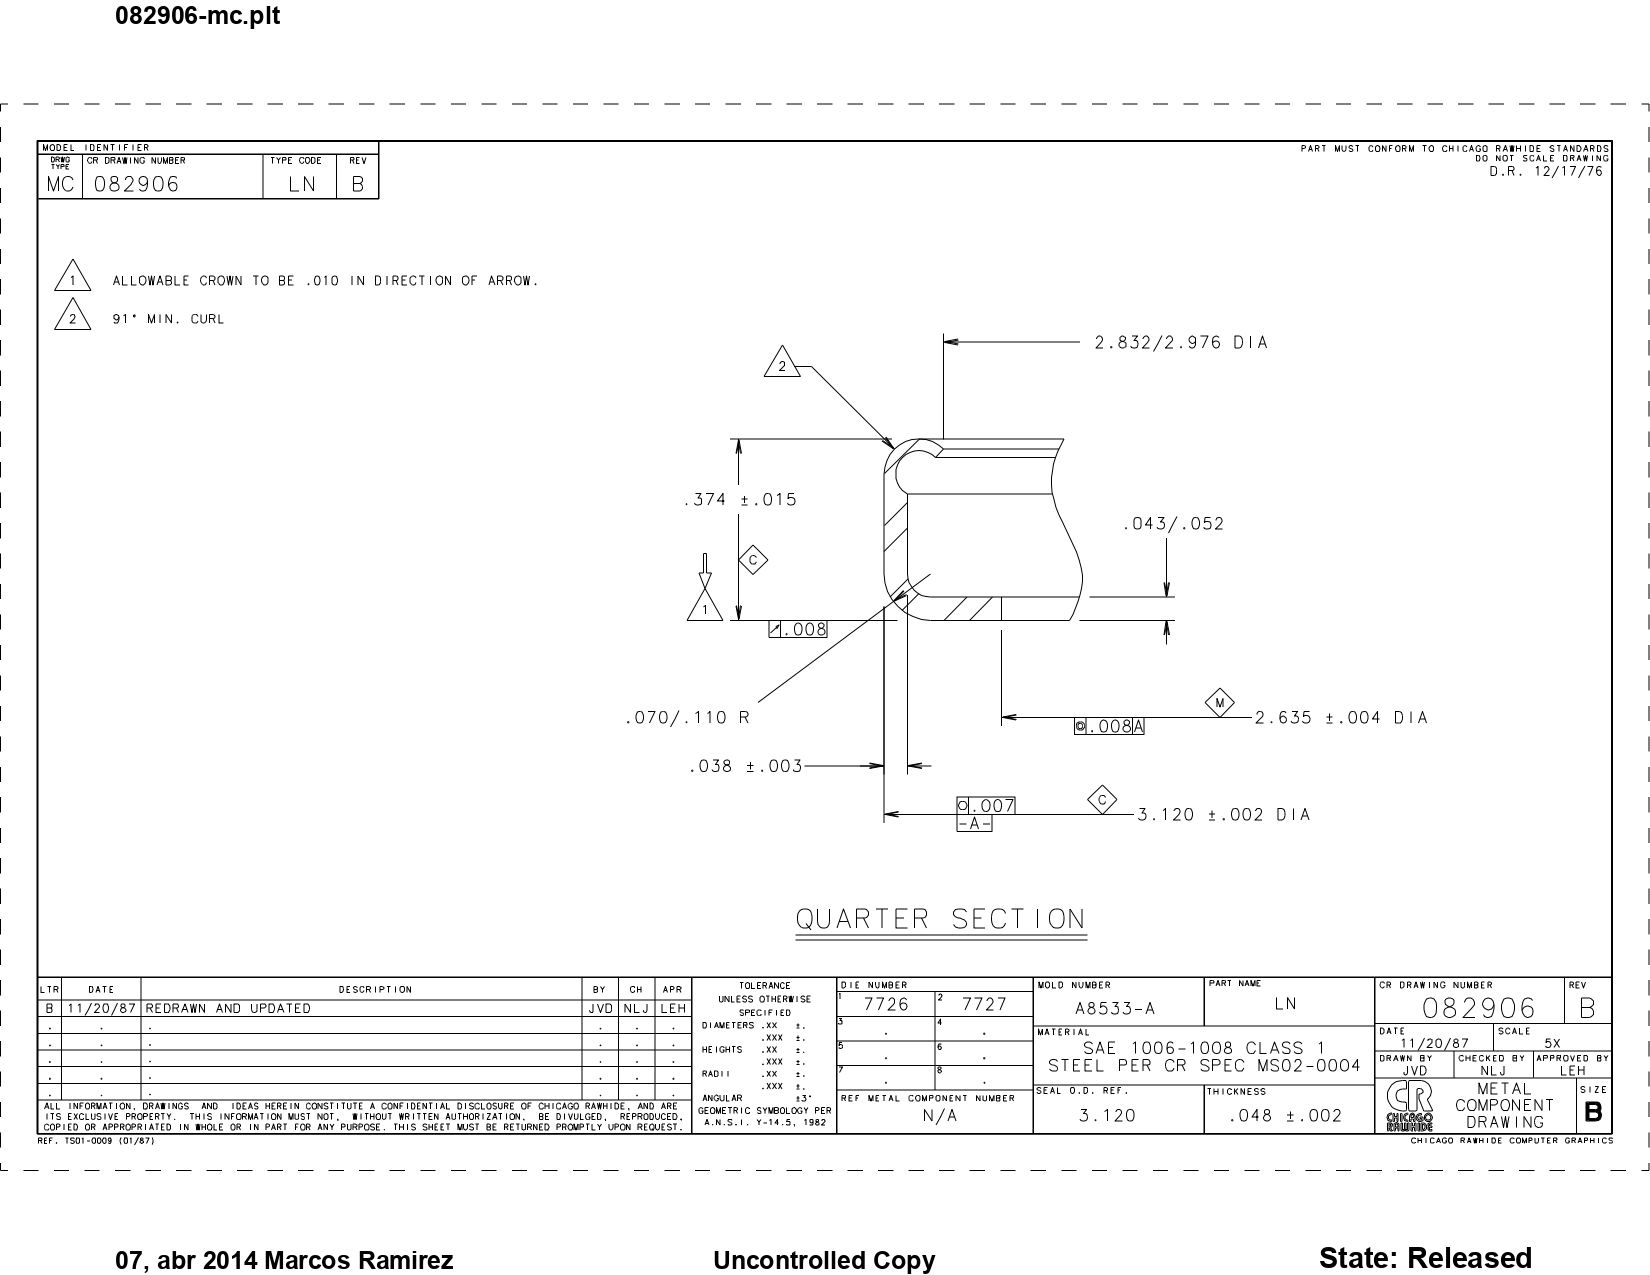 082906-mc.plt
MODEL IDENTIFIER
DRWG TYPE
CR DRAWING NUMBER
TYPE CODE
REV
MC
082906
LN
B
PART MUST CONFORM TO CHICAGO RAWHIDE STANDARDS
DO NOT SCALE DRAWING
D.R. 12/17/76
1 ALLOWABLE CROWN TO BE .010 IN DIRECTION OF ARROW.
2 91° MIN. CURL
2.832/2.976 DIA
2
.374 ±.015
.043/.052
C
1
.008
M
.070/.110 R
2.635 ±.004 DIA
.008 A
.038 ±.003
C
.007
3.120 ±.002 DIA
-A-
QUARTER SECTION
LTR DATE DESCRIPTION BY CH APR
B 11/20/87 REDRAWN AND UPDATED JVD NLJ LEH
. . . . . .
. . . . . .
. . . . . .
. . . . . .
. . . . . .
ALL INFORMATION, DRAWINGS AND IDEAS HEREIN CONSTITUTE A CONFIDENTIAL DISCLOSURE OF CHICAGO RAWHIDE, AND ARE
ITS EXCLUSIVE PROPERTY. THIS INFORMATION MUST NOT, WITHOUT WRITTEN AUTHORIZATION, BE DIVULGED, REPRODUCED,
COPIED OR APPROPRIATED IN WHOLE OR IN PART FOR ANY PURPOSE. THIS SHEET MUST BE RETURNED PROMPTLY UPON REQUEST.
REF. TS01-0009 (01/87)
TOLERANCE
UNLESS OTHERWISE
SPECIFIED
DIAMETERS .XX ±.
.XXX ±.
HEIGHTS .XX ±.
.XXX ±.
RADII .XX ±.
.XXX ±.
ANGULAR ±3°
GEOMETRIC SYMBOLOGY PER
A.N.S.I. Y-14.5, 1982
DIE NUMBER
1 7726 2 7727
3 . 4 .
5 . 6 .
7 . 8 .
REF METAL COMPONENT NUMBER
N/A
MOLD NUMBER
A8533-A
PART NAME
LN
MATERIAL
SAE 1006-1008 CLASS 1
STEEL PER CR SPEC MS02-0004
SEAL O.D. REF.
3.120
THICKNESS
.048 ±.002
CR DRAWING NUMBER
082906
REV
B
DATE
11/20/87
SCALE
5X
DRAWN BY
JVD
CHECKED BY
NLJ
APPROVED BY
LEH
CR
CHICAGO
RAWHIDE
METAL
COMPONENT
DRAWING
SIZE
B
CHICAGO RAWHIDE COMPUTER GRAPHICS
07, abr 2014 Marcos Ramirez
Uncontrolled Copy
State: Released